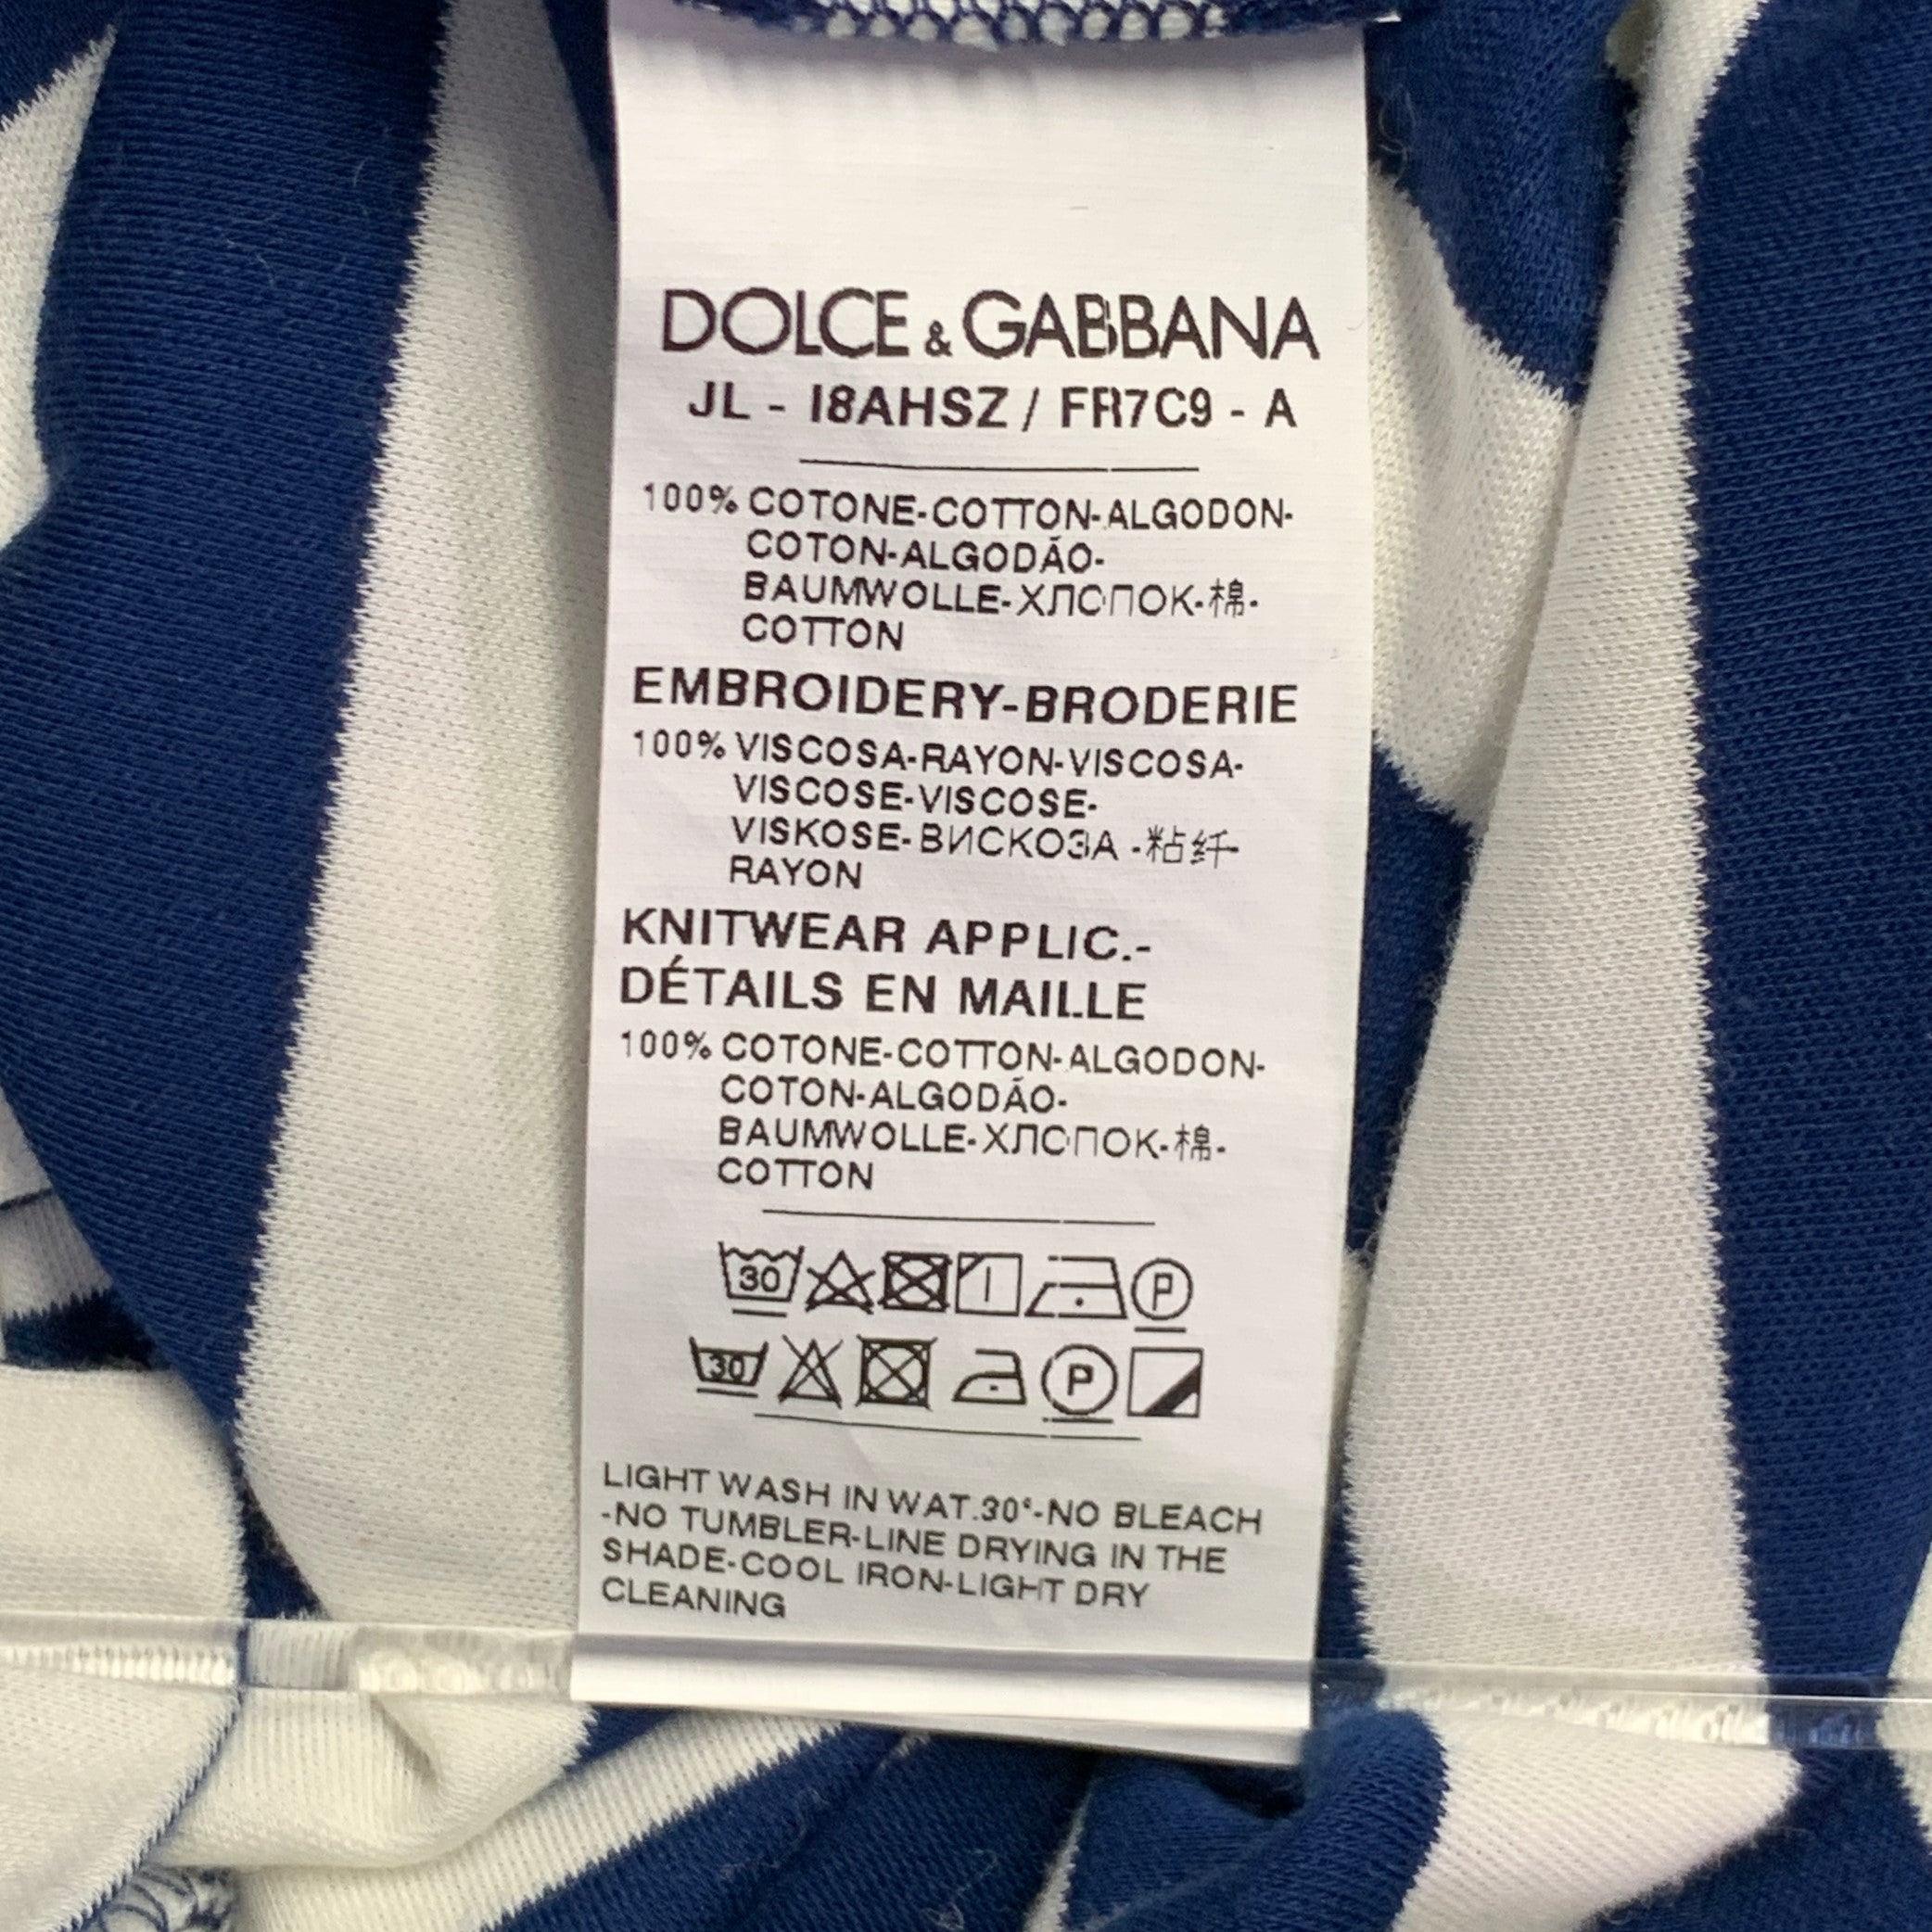 DOLCE & GABBANA
JL - I8AHSZ / FR7C9 - A
100% COTONE-COTTON-ALGODON-
COTON-ALGODÃO-
BAUMWOLLE-ХЛОПОК-棉-
COTTON
EMBROIDERY-BRODERIE
100% VISCOSA-RAYON-VISCOSA-
VISCOSE-VISCOSE-
VISKOSE-ВИСКОЗА -粘纤-
RAYON
KNITWEAR APPLIC.-
DÉTAILS EN MAILLE
100% COTONE-COTTON-ALGODON-
COTON-ALGODÃO-
BAUMWOLLE-ХЛОПОК-棉-
COTTON
30 P
30 P
LIGHT WASH IN WAT.30°-NO BLEACH
-NO TUMBLER-LINE DRYING IN THE
SHADE-COOL IRON-LIGHT DRY
CLEANING